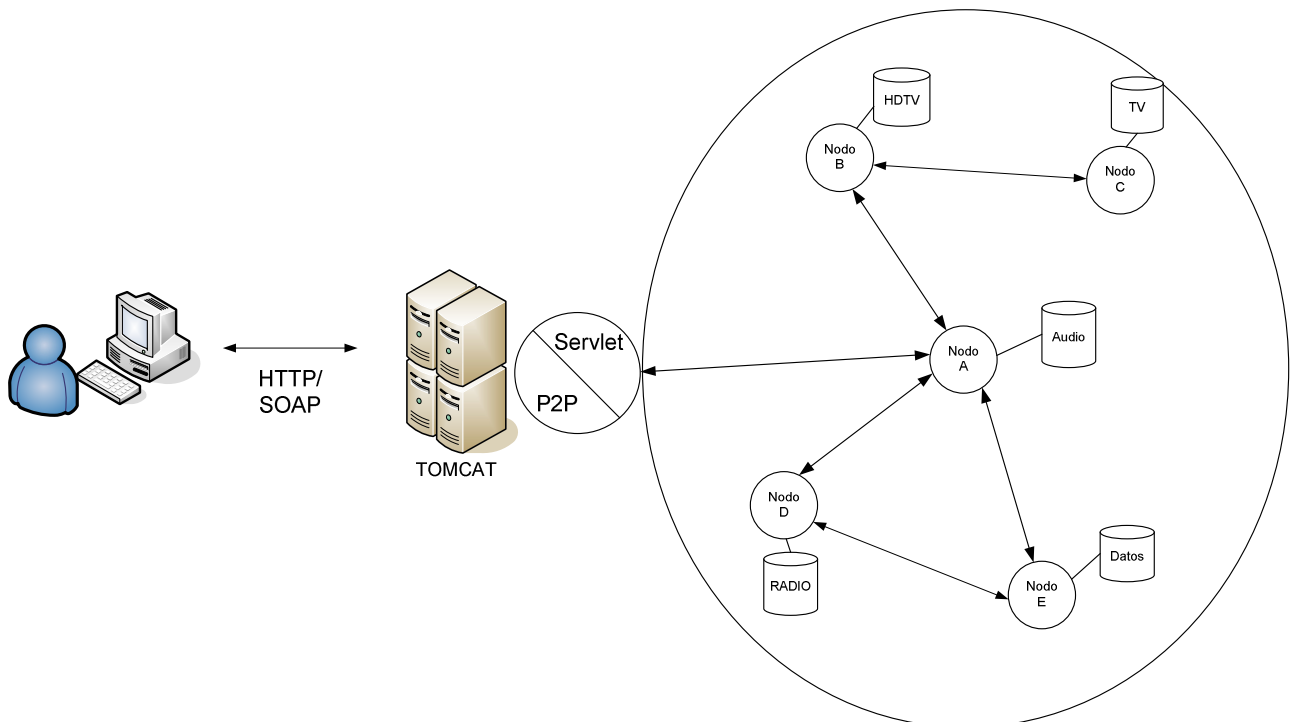 HTTP/
SOAP
TOMCAT
Servlet
P2P
HDTV
Nodo
B
TV
Nodo
C
Nodo
A
Audio
Nodo
D
RADIO
Nodo
E
Datos